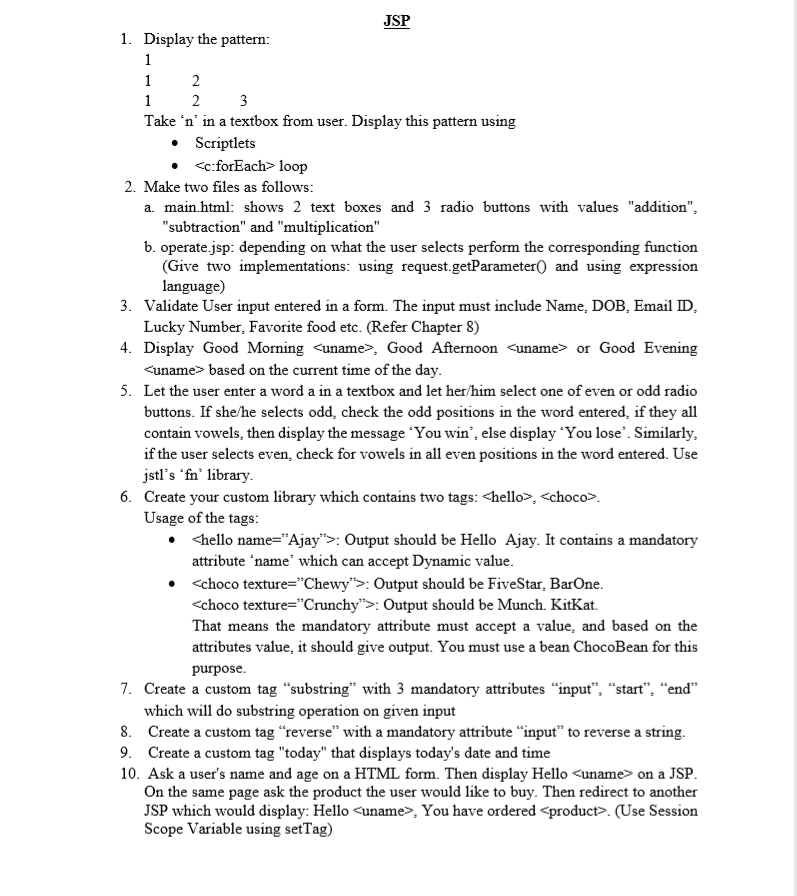 JSP
1. Display the pattern:
1
1 2
1 2 3
Take ‘n’ in a textbox from user. Display this pattern using
• Scriptlets
• <c:forEach> loop
2. Make two files as follows:
a. main.html: shows 2 text boxes and 3 radio buttons with values "addition",
"subtraction" and "multiplication"
b. operate.jsp: depending on what the user selects perform the corresponding function
(Give two implementations: using request.getParameter() and using expression
language)
3. Validate User input entered in a form. The input must include Name, DOB, Email ID,
Lucky Number, Favorite food etc. (Refer Chapter 8)
4. Display Good Morning <uname>, Good Afternoon <uname> or Good Evening
<uname> based on the current time of the day.
5. Let the user enter a word a in a textbox and let her/him select one of even or odd radio
buttons. If she/he selects odd, check the odd positions in the word entered, if they all
contain vowels, then display the message ‘You win’, else display ‘You lose’. Similarly,
if the user selects even, check for vowels in all even positions in the word entered. Use
jstl’s ‘fn’ library.
6. Create your custom library which contains two tags: <hello>, <choco>.
Usage of the tags:
• <hello name=”Ajay”>: Output should be Hello Ajay. It contains a mandatory
attribute ‘name’ which can accept Dynamic value.
• <choco texture=”Chewy”>: Output should be FiveStar, BarOne.
<choco texture=”Crunchy”>: Output should be Munch. KitKat.
That means the mandatory attribute must accept a value, and based on the
attributes value, it should give output. You must use a bean ChocoBean for this
purpose.
7. Create a custom tag “substring” with 3 mandatory attributes “input”, “start”, “end”
which will do substring operation on given input
8. Create a custom tag “reverse” with a mandatory attribute “input” to reverse a string.
9. Create a custom tag "today" that displays today's date and time
10. Ask a user's name and age on a HTML form. Then display Hello <uname> on a JSP.
On the same page ask the product the user would like to buy. Then redirect to another
JSP which would display: Hello <uname>, You have ordered <product>. (Use Session
Scope Variable using setTag)